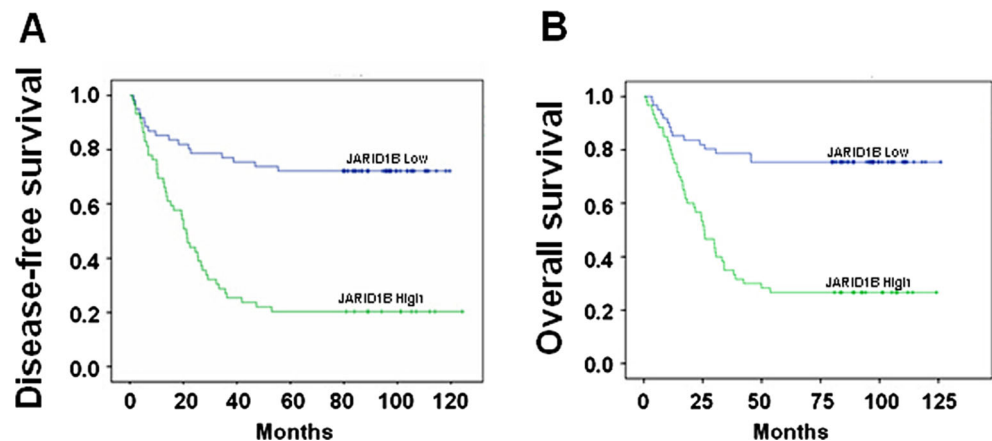 A
Disease-free survival
1.0
0.8
0.6
0.4
0.2
0.0
JARID1B Low
JARID1B High
0 20 40 60 80 100 120
Months
B
Overall survival
1.0
0.8
0.6
0.4
0.2
0.0
JARID1B Low
JARID1B High
0 25 50 75 100 125
Months